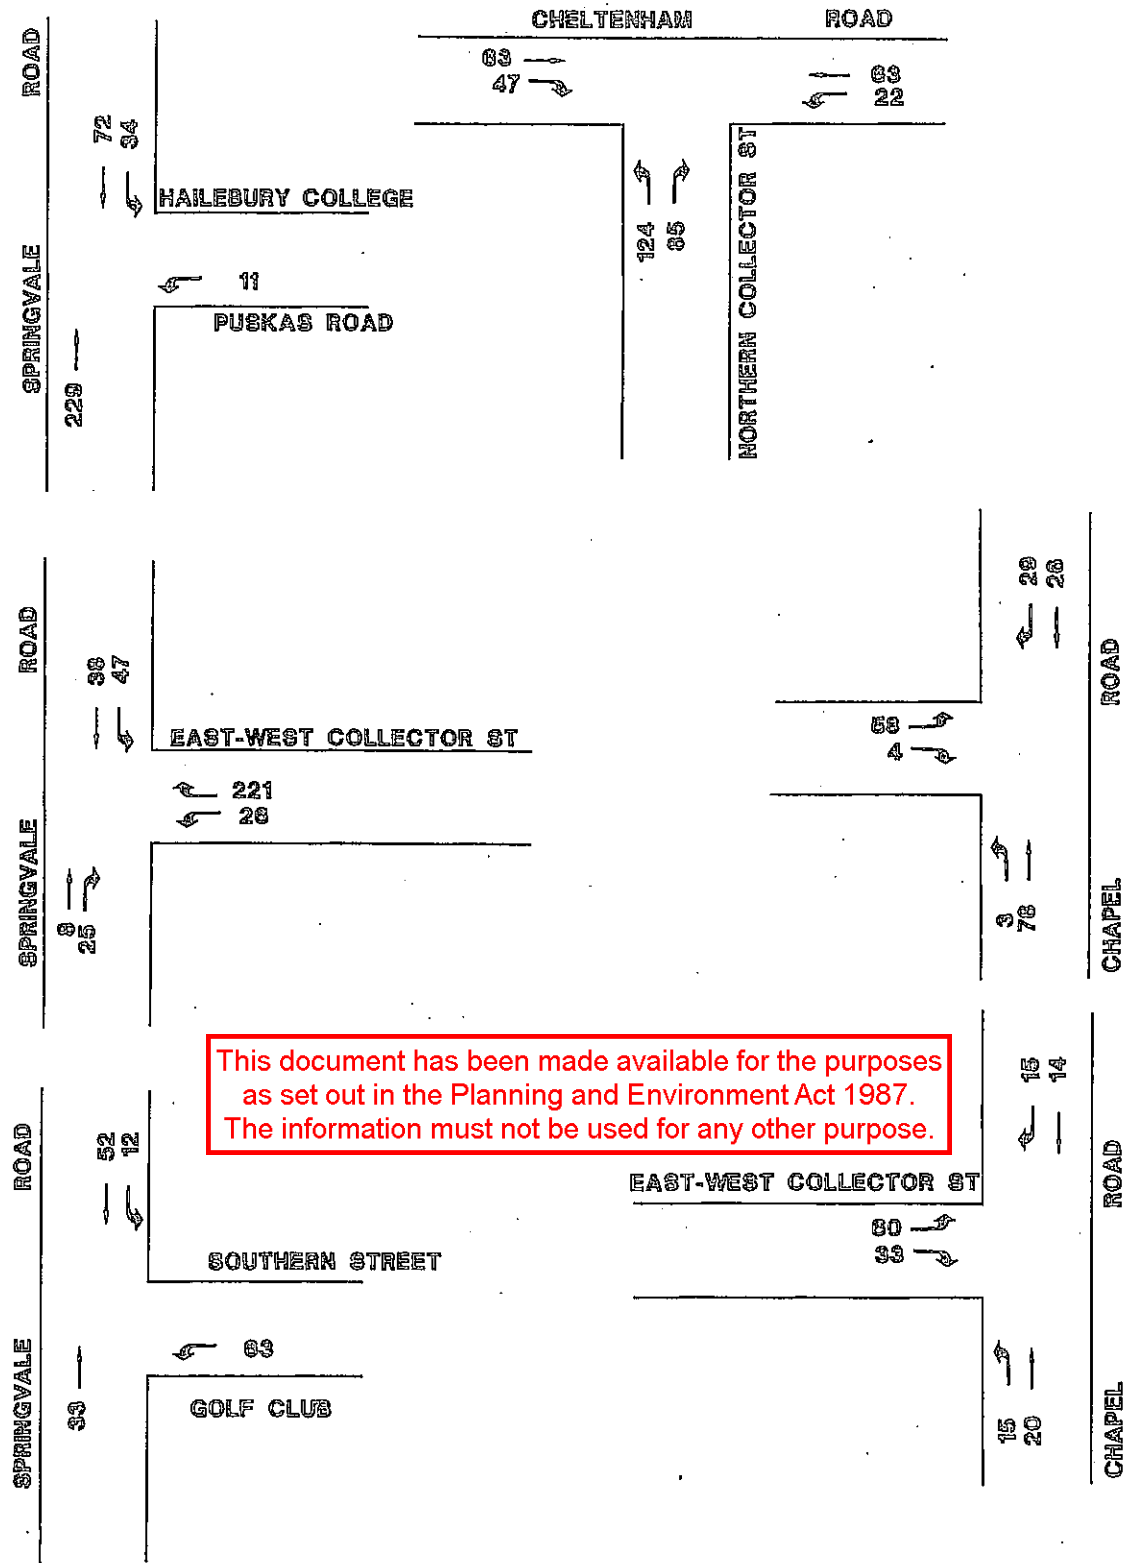 CHELTENHAM ROAD
63
47
63
22
124
85
NORTHERN COLLECTOR ST
SPRINGVALE ROAD
72
34
HAILEBURY COLLEGE
11
PUSKAS ROAD
229
SPRINGVALE ROAD
38
47
EAST-WEST COLLECTOR ST
221
26
8
25
29
26
58
4
3
78
CHAPEL ROAD
This document has been made available for the purposes
as set out in the Planning and Environment Act 1987.
The information must not be used for any other purpose.
SPRINGVALE ROAD
52
12
SOUTHERN STREET
63
GOLF CLUB
33
15
14
EAST-WEST COLLECTOR ST
60
33
15
20
CHAPEL ROAD